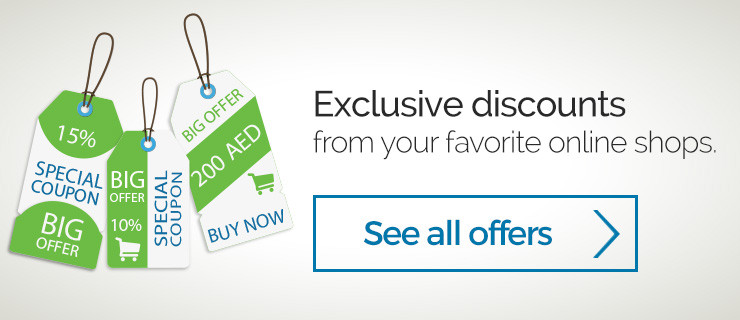 15%
SPECIAL
COUPON
BIG
OFFER
BIG
OFFER
10%
SPECIAL
COUPON
BIG OFFER
200 AED
BUY NOW
Exclusive discounts
from your favorite online shops.
See all offers